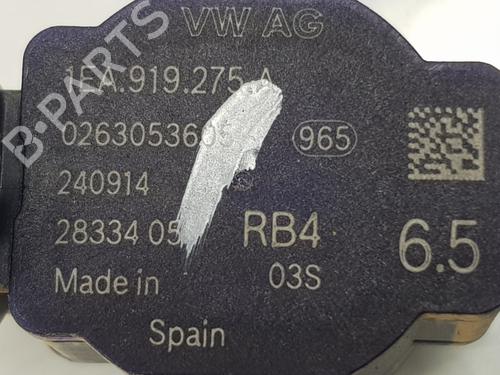 VW AG
1EA.919.275 A
0263053605 965
240914
28334 05 RB4 6.5
Made in 03S
Spain
B-PARTS